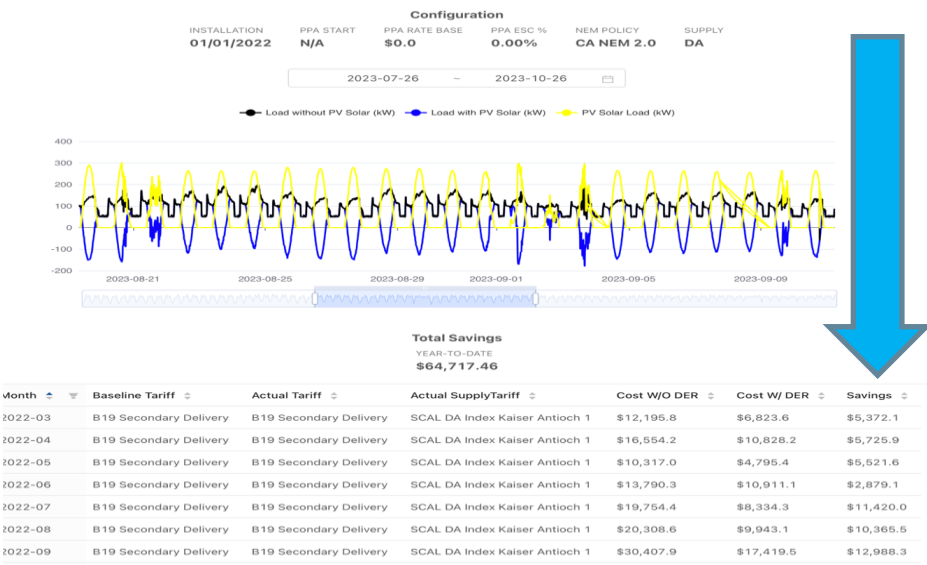 Configuration
INSTALLATION PPA START PPA RATE BASE PPA ESC % NEM POLICY SUPPLY
01/01/2022 N/A $0.0 0.00% CA NEM 2.0 DA
2023-07-26 ~ 2023-10-26
Load without PV Solar (kW) Load with PV Solar (kW) PV Solar Load (kW)
400
300
200
100
0
-100
-200
2023-08-21 2023-08-25 2023-08-29 2023-09-01 2023-09-05 2023-09-09
Total Savings
YEAR-TO-DATE
$64,717.46
Month Baseline Tariff Actual Tariff Actual SupplyTariff Cost W/O DER Cost W/ DER Savings
2022-03 B19 Secondary Delivery B19 Secondary Delivery SCAL DA Index Kaiser Antioch 1 $12,195.8 $6,823.6 $5,372.1
2022-04 B19 Secondary Delivery B19 Secondary Delivery SCAL DA Index Kaiser Antioch 1 $16,554.2 $10,828.2 $5,725.9
2022-05 B19 Secondary Delivery B19 Secondary Delivery SCAL DA Index Kaiser Antioch 1 $10,317.0 $4,795.4 $5,521.6
2022-06 B19 Secondary Delivery B19 Secondary Delivery SCAL DA Index Kaiser Antioch 1 $13,790.3 $10,911.1 $2,879.1
2022-07 B19 Secondary Delivery B19 Secondary Delivery SCAL DA Index Kaiser Antioch 1 $19,754.4 $8,334.3 $11,420.0
2022-08 B19 Secondary Delivery B19 Secondary Delivery SCAL DA Index Kaiser Antioch 1 $20,308.6 $9,943.1 $10,365.5
2022-09 B19 Secondary Delivery B19 Secondary Delivery SCAL DA Index Kaiser Antioch 1 $30,407.9 $17,419.5 $12,988.3